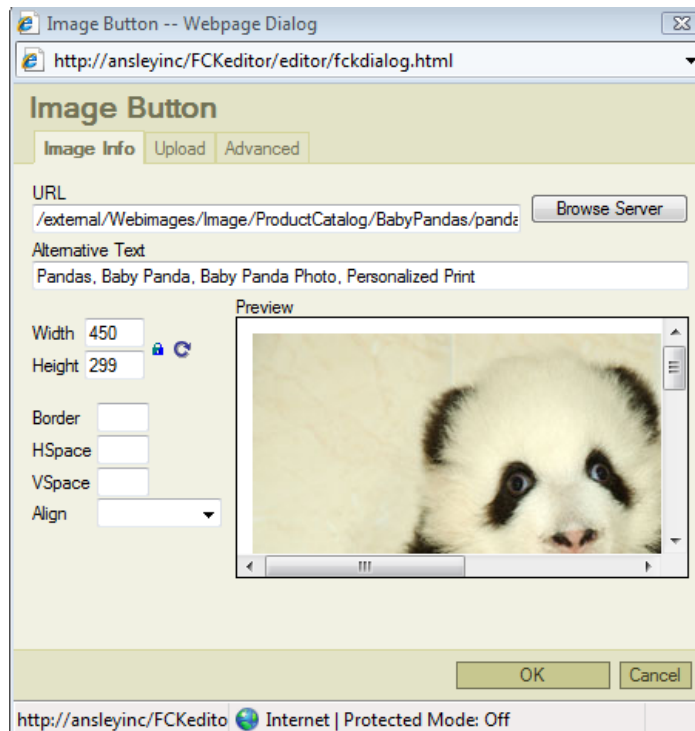 Image Button -- Webpage Dialog
http://ansleyinc/FCKeditor/editor/fckdialog.html
Image Button
Image Info Upload Advanced
URL
/external/Webimages/Image/ProductCatalog/BabyPandas/panda
Browse Server
Alternative Text
Pandas, Baby Panda, Baby Panda Photo, Personalized Print
Preview
Width 450
Height 299
Border
HSpace
VSpace
Align
OK Cancel
http://ansleyinc/FCKedito Internet | Protected Mode: Off